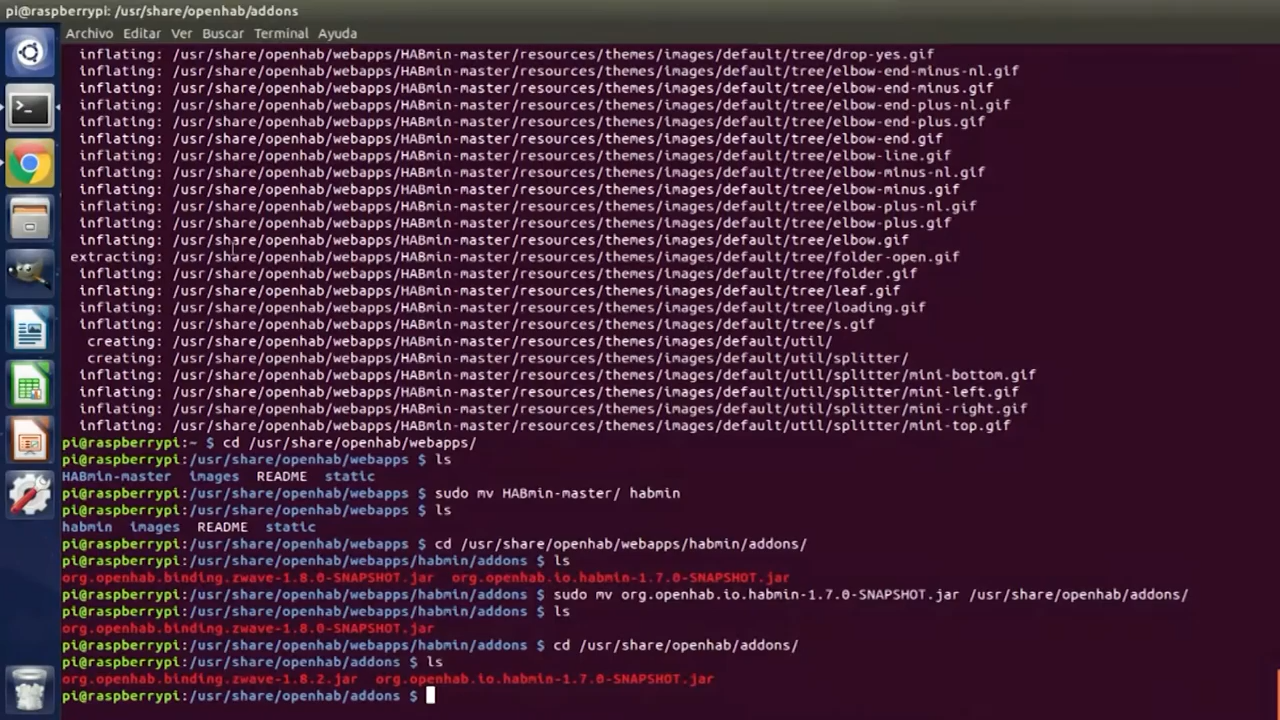 pi@raspberrypi: /usr/share/openhab/addons
Archivo Editar Ver Buscar Terminal Ayuda
inflating: /usr/share/openhab/webapps/HABmin-master/resources/themes/images/default/tree/drop-yes.gif
inflating: /usr/share/openhab/webapps/HABmin-master/resources/themes/images/default/tree/elbow-end-minus-nl.gif
inflating: /usr/share/openhab/webapps/HABmin-master/resources/themes/images/default/tree/elbow-end-minus.gif
inflating: /usr/share/openhab/webapps/HABmin-master/resources/themes/images/default/tree/elbow-end-plus-nl.gif
inflating: /usr/share/openhab/webapps/HABmin-master/resources/themes/images/default/tree/elbow-end-plus.gif
inflating: /usr/share/openhab/webapps/HABmin-master/resources/themes/images/default/tree/elbow-end.gif
inflating: /usr/share/openhab/webapps/HABmin-master/resources/themes/images/default/tree/elbow-line.gif
inflating: /usr/share/openhab/webapps/HABmin-master/resources/themes/images/default/tree/elbow-minus-nl.gif
inflating: /usr/share/openhab/webapps/HABmin-master/resources/themes/images/default/tree/elbow-minus.gif
inflating: /usr/share/openhab/webapps/HABmin-master/resources/themes/images/default/tree/elbow-plus-nl.gif
inflating: /usr/share/openhab/webapps/HABmin-master/resources/themes/images/default/tree/elbow-plus.gif
inflating: /usr/share/openhab/webapps/HABmin-master/resources/themes/images/default/tree/elbow.gif
extracting: /usr/share/openhab/webapps/HABmin-master/resources/themes/images/default/tree/folder-open.gif
inflating: /usr/share/openhab/webapps/HABmin-master/resources/themes/images/default/tree/folder.gif
inflating: /usr/share/openhab/webapps/HABmin-master/resources/themes/images/default/tree/leaf.gif
inflating: /usr/share/openhab/webapps/HABmin-master/resources/themes/images/default/tree/loading.gif
inflating: /usr/share/openhab/webapps/HABmin-master/resources/themes/images/default/tree/s.gif
creating: /usr/share/openhab/webapps/HABmin-master/resources/themes/images/default/util/
creating: /usr/share/openhab/webapps/HABmin-master/resources/themes/images/default/util/splitter/
inflating: /usr/share/openhab/webapps/HABmin-master/resources/themes/images/default/util/splitter/mini-bottom.gif
inflating: /usr/share/openhab/webapps/HABmin-master/resources/themes/images/default/util/splitter/mini-left.gif
inflating: /usr/share/openhab/webapps/HABmin-master/resources/themes/images/default/util/splitter/mini-right.gif
inflating: /usr/share/openhab/webapps/HABmin-master/resources/themes/images/default/util/splitter/mini-top.gif
pi@raspberrypi:~ $ cd /usr/share/openhab/webapps/
pi@raspberrypi:/usr/share/openhab/webapps $ ls
HABmin-master images README static
pi@raspberrypi:/usr/share/openhab/webapps $ sudo mv HABmin-master/ habmin
pi@raspberrypi:/usr/share/openhab/webapps $ ls
habmin images README static
pi@raspberrypi:/usr/share/openhab/webapps $ cd /usr/share/openhab/webapps/habmin/addons/
pi@raspberrypi:/usr/share/openhab/webapps/habmin/addons $ ls
org.openhab.binding.zwave-1.8.0-SNAPSHOT.jar org.openhab.io.habmin-1.7.0-SNAPSHOT.jar
pi@raspberrypi:/usr/share/openhab/webapps/habmin/addons $ sudo mv org.openhab.io.habmin-1.7.0-SNAPSHOT.jar /usr/share/openhab/addons/
pi@raspberrypi:/usr/share/openhab/webapps/habmin/addons $ ls
org.openhab.binding.zwave-1.8.0-SNAPSHOT.jar
pi@raspberrypi:/usr/share/openhab/webapps/habmin/addons $ cd /usr/share/openhab/addons/
pi@raspberrypi:/usr/share/openhab/addons $ ls
org.openhab.binding.zwave-1.8.2.jar org.openhab.io.habmin-1.7.0-SNAPSHOT.jar
pi@raspberrypi:/usr/share/openhab/addons $